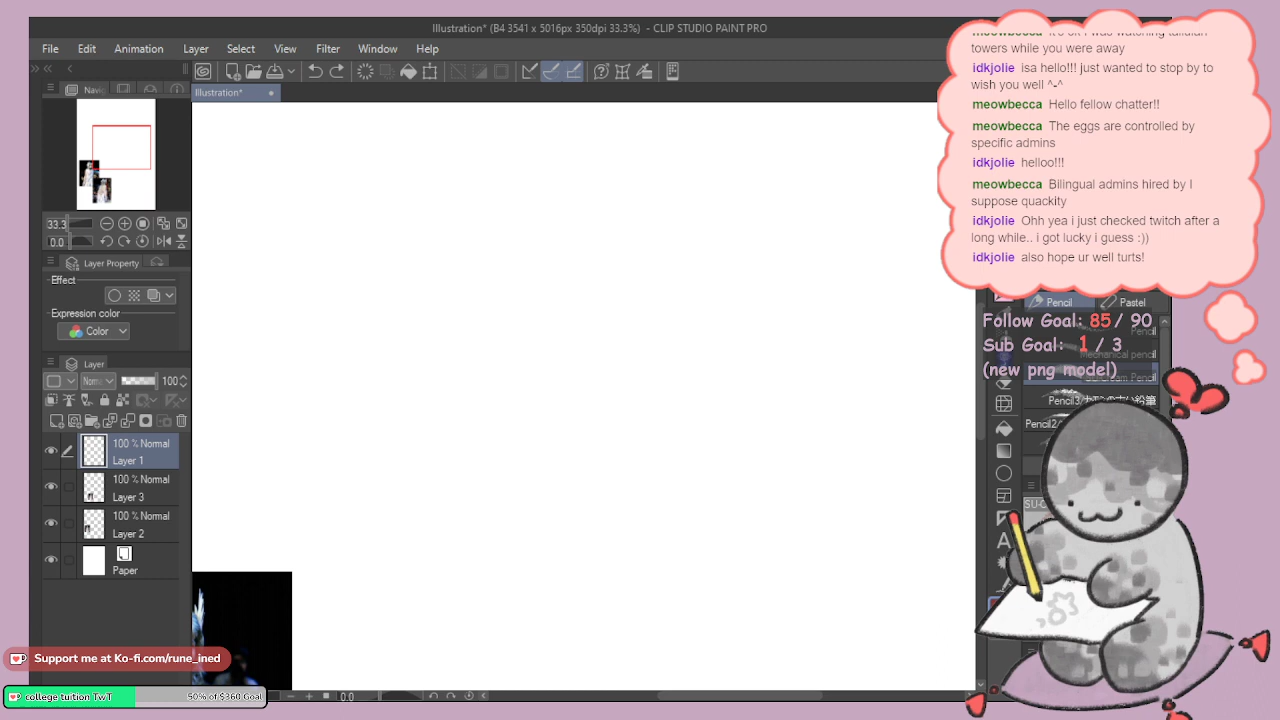 Illustration* (B4 3541 x 5016px 350dpi 33.3%) - CLIP STUDIO PAINT PRO
File Edit Animation Layer Select View Filter Window Help
Navic
Illustration*
33.3
0.0
Layer Property
Effect
Expression color
Color
Layer
Norm 100
100 % Normal
Layer 1
100 % Normal
Layer 3
100 % Normal
Layer 2
Paper
0.0
Support me at Ko-fi.com/rune_ined
college tuition TwT 50% of $360 Goal
towers while you were away
idkjolie isa hello!!! just wanted to stop by to
wish you well ^-^
meowbecca Hello fellow chatter!!
meowbecca The eggs are controlled by
specific admins
idkjolie helloo!!!
meowbecca Bilingual admins hired by I
suppose quackity
idkjolie Ohh yea i just checked twitch after a
long while.. i got lucky i guess :))
idkjolie also hope ur well turts!
Pencil Pastel
Follow Goal: 85 / 90
Pencil
Sub Goal: 1 / 3
Mechanical pencil
(new png model)
Pencil
Pencil2